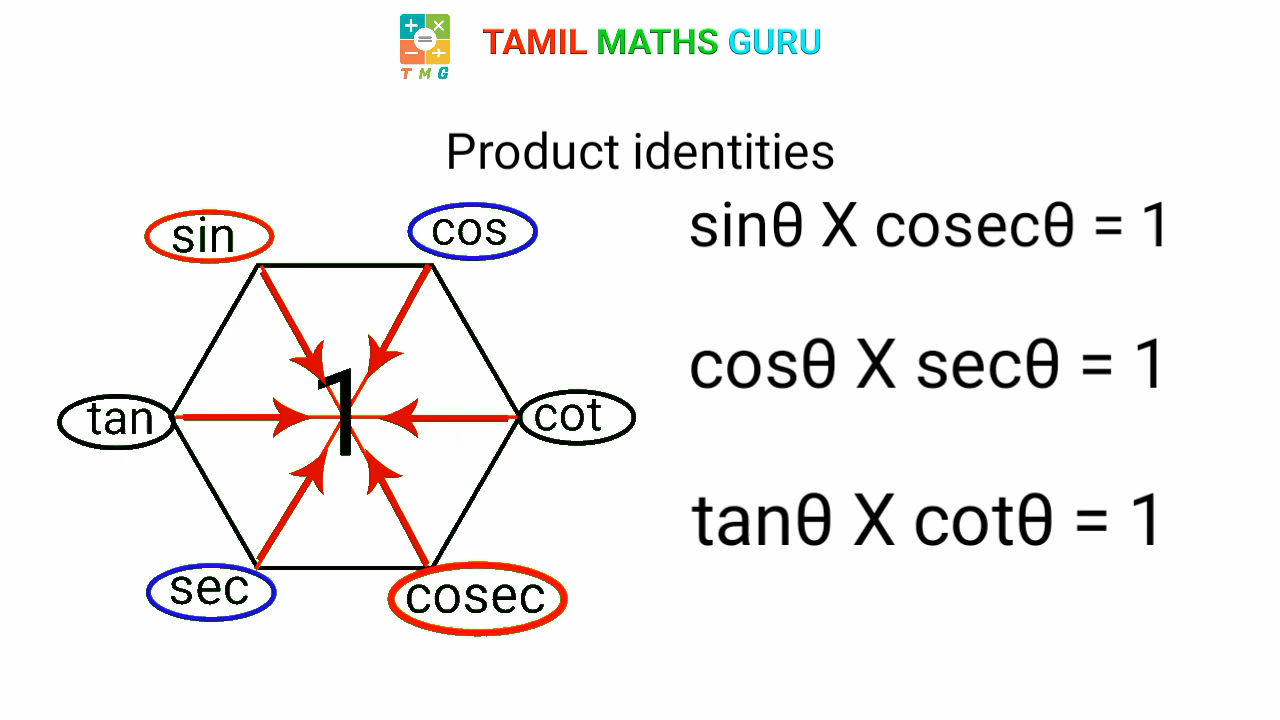 TMG
TAMIL MATHS GURU
Product identities
sin
cos
sinθ X cosecθ = 1
cosθ X secθ = 1
1
tan
cot
tanθ X cotθ = 1
sec
cosec